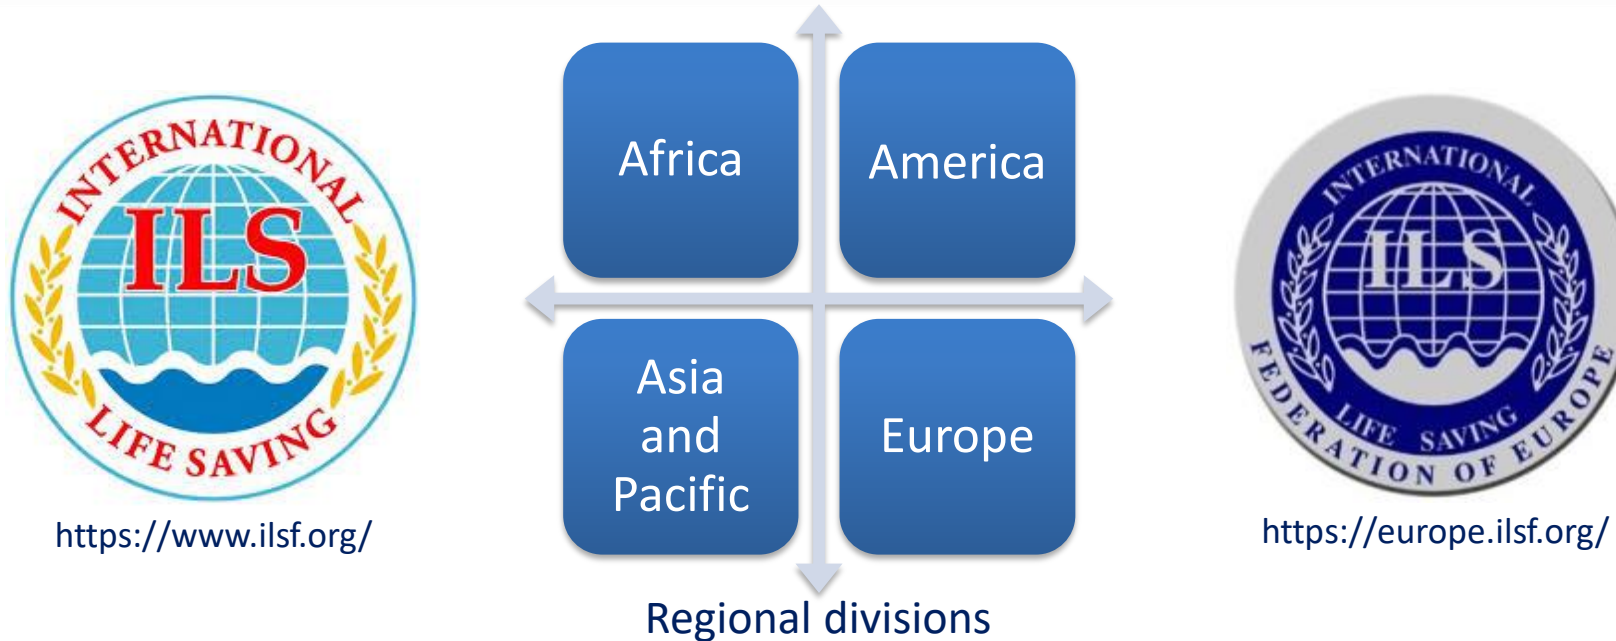 INTERNATIONAL
ILS
LIFE SAVING
https://www.ilsf.org/
Africa
America
Asia
and
Pacific
Europe
Regional divisions
INTERNATIONAL
ILS
LIFE SAVING
FEDERATION OF EUROPE
https://europe.ilsf.org/